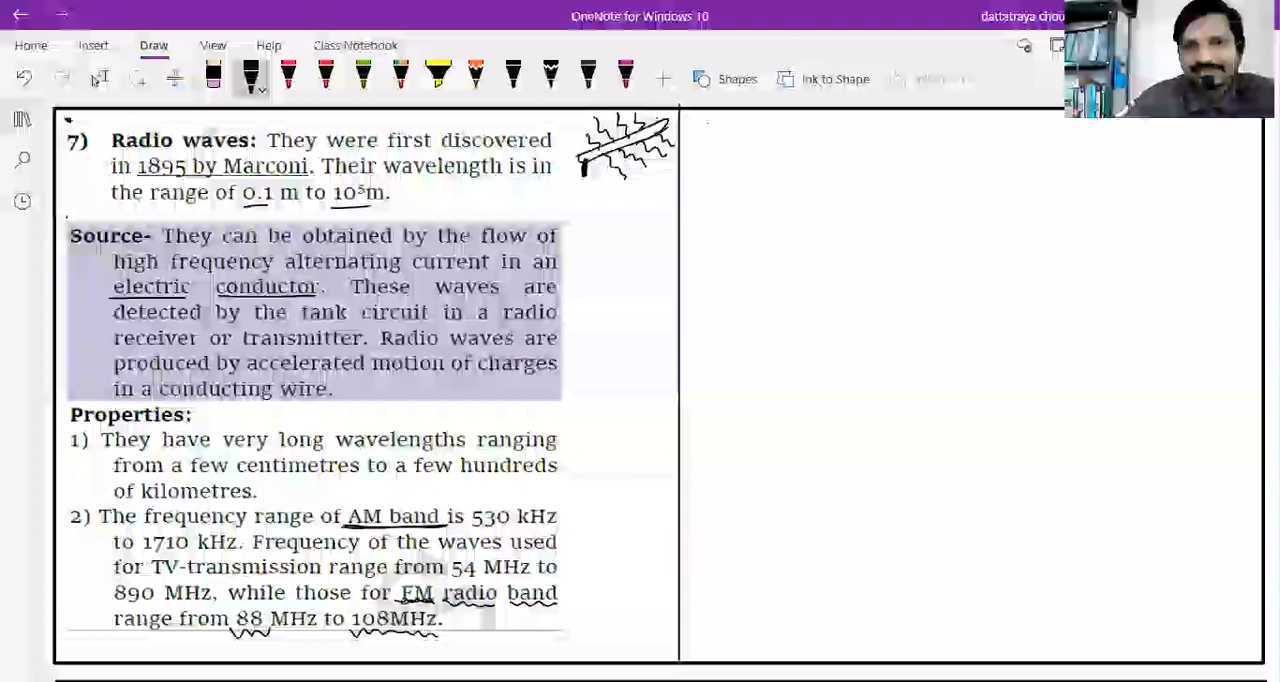 OneNote for Windows 10
dattatraya chou
Home Insert Draw View Help Class Notebook
Shapes Ink to Shape
7) Radio waves: They were first discovered
in 1895 by Marconi. Their wavelength is in
the range of 0.1 m to 10⁵m.
Source- They can be obtained by the flow of
high frequency alternating current in an
electric conductor. These waves are
detected by the tank circuit in a radio
receiver or transmitter. Radio waves are
produced by accelerated motion of charges
in a conducting wire.
Properties:
1) They have very long wavelengths ranging
from a few centimetres to a few hundreds
of kilometres.
2) The frequency range of AM band is 530 kHz
to 1710 kHz. Frequency of the waves used
for TV-transmission range from 54 MHz to
890 MHz, while those for FM radio band
range from 88 MHz to 108MHz.